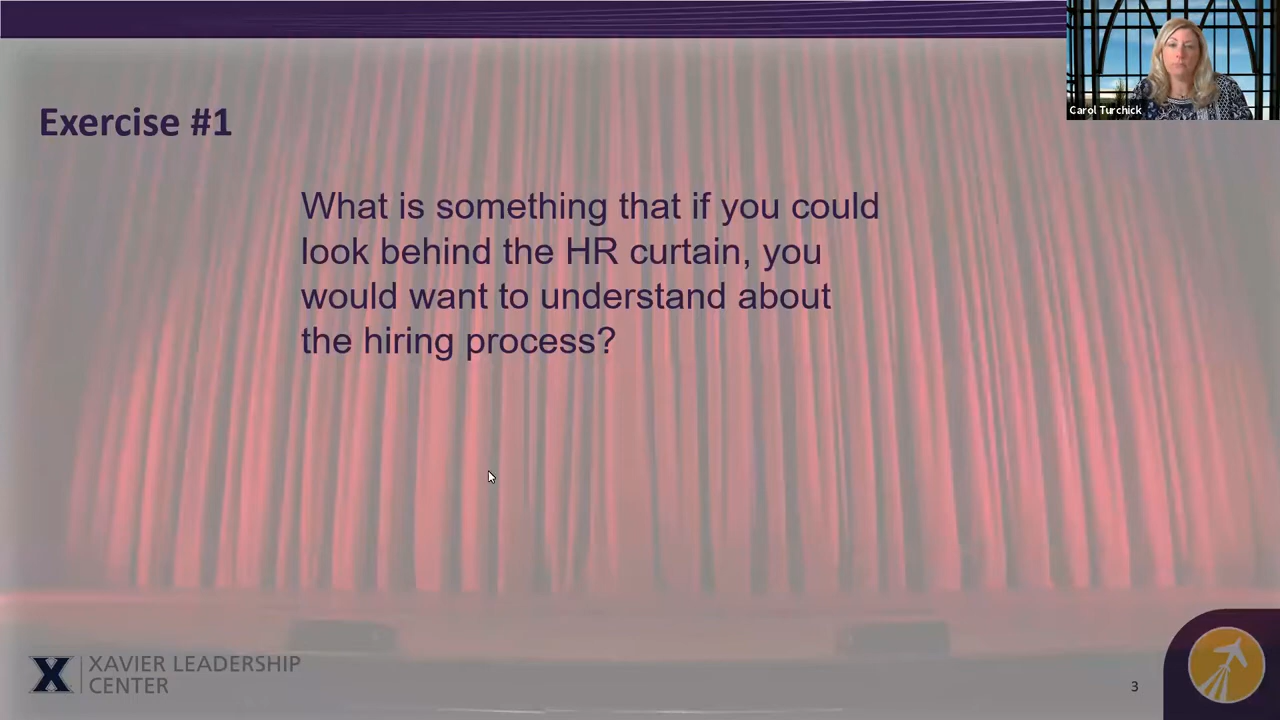 Carol Turchick
Exercise #1
What is something that if you could
look behind the HR curtain, you
would want to understand about
the hiring process?
X
XAVIER LEADERSHIP
CENTER
3